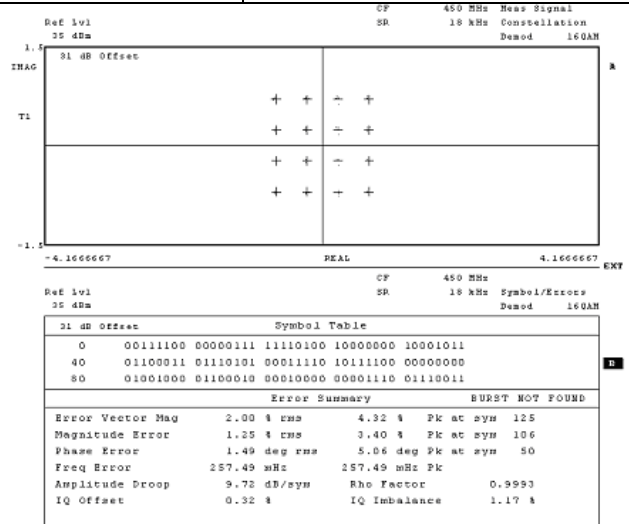 CF 450 MHz Meas Signal
Ref Lvl SR 18 kHz Constellation
35 dBm Demod 16QAM
1.5
31 dB Offset
IMAG A
T1
-1.5
-4.1666667 REAL 4.1666667
EXT
CF 450 MHz
Ref Lvl SR 18 kHz Symbol/Errors
35 dBm Demod 16QAM
31 dB Offset Symbol Table
0 00111100 00000111 11110100 10000000 10001011
40 01100011 01110101 00011110 10111100 00000000
80 01001000 01100010 00010000 00001110 01110011
B
Error Summary BURST NOT FOUND
Error Vector Mag 2.00 % rms 4.32 % Pk at sym 125
Magnitude Error 1.25 % rms 3.40 % Pk at sym 106
Phase Error 1.49 deg rms 5.06 deg Pk at sym 50
Freq Error 257.49 mHz 257.49 mHz Pk
Amplitude Droop 9.72 dB/sym Rho Factor 0.9993
IQ Offset 0.32 % IQ Imbalance 1.17 %